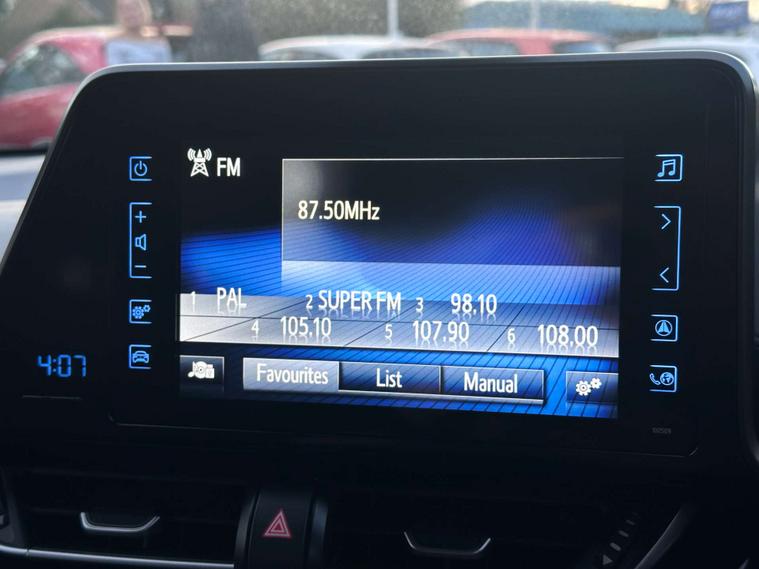 FM
87.50MHz
1 PAL 2 SUPER FM 3 98.10
4 105.10 5 107.90 6 108.00
4:07
Favourites List Manual